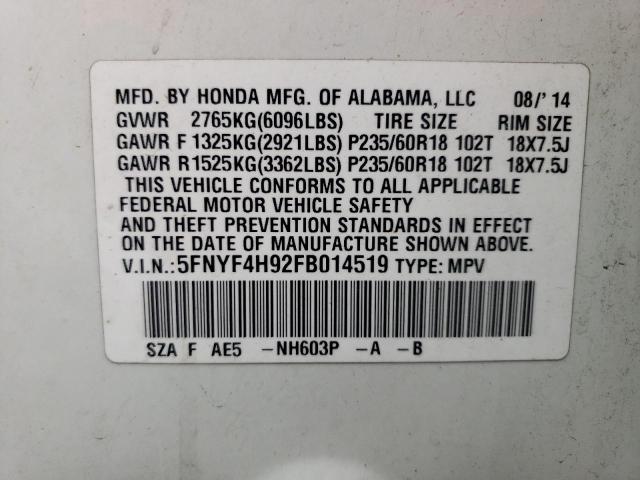 MFD. BY HONDA MFG. OF ALABAMA, LLC 08/'14
GVWR 2765KG(6096LBS) TIRE SIZE RIM SIZE
GAWR F 1325KG(2921LBS) P235/60R18 102T 18X7.5J
GAWR R 1525KG(3362LBS) P235/60R18 102T 18X7.5J
THIS VEHICLE CONFORMS TO ALL APPLICABLE
FEDERAL MOTOR VEHICLE SAFETY
AND THEFT PREVENTION STANDARDS IN EFFECT
ON THE DATE OF MANUFACTURE SHOWN ABOVE.
V.I.N.:5FNYF4H92FB014519 TYPE: MPV
SZA F AE5 -NH603P -A -B